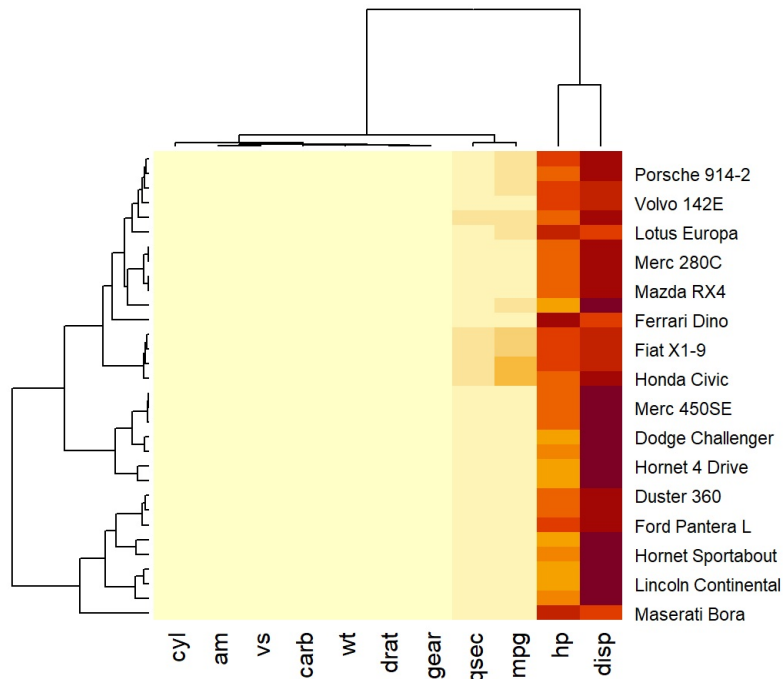 Porsche 914-2
Volvo 142E
Lotus Europa
Merc 280C
Mazda RX4
Ferrari Dino
Fiat X1-9
Honda Civic
Merc 450SE
Dodge Challenger
Hornet 4 Drive
Duster 360
Ford Pantera L
Hornet Sportabout
Lincoln Continental
Maserati Bora
cyl
am
vs
carb
wt
drat
gear
qsec
mpg
hp
disp